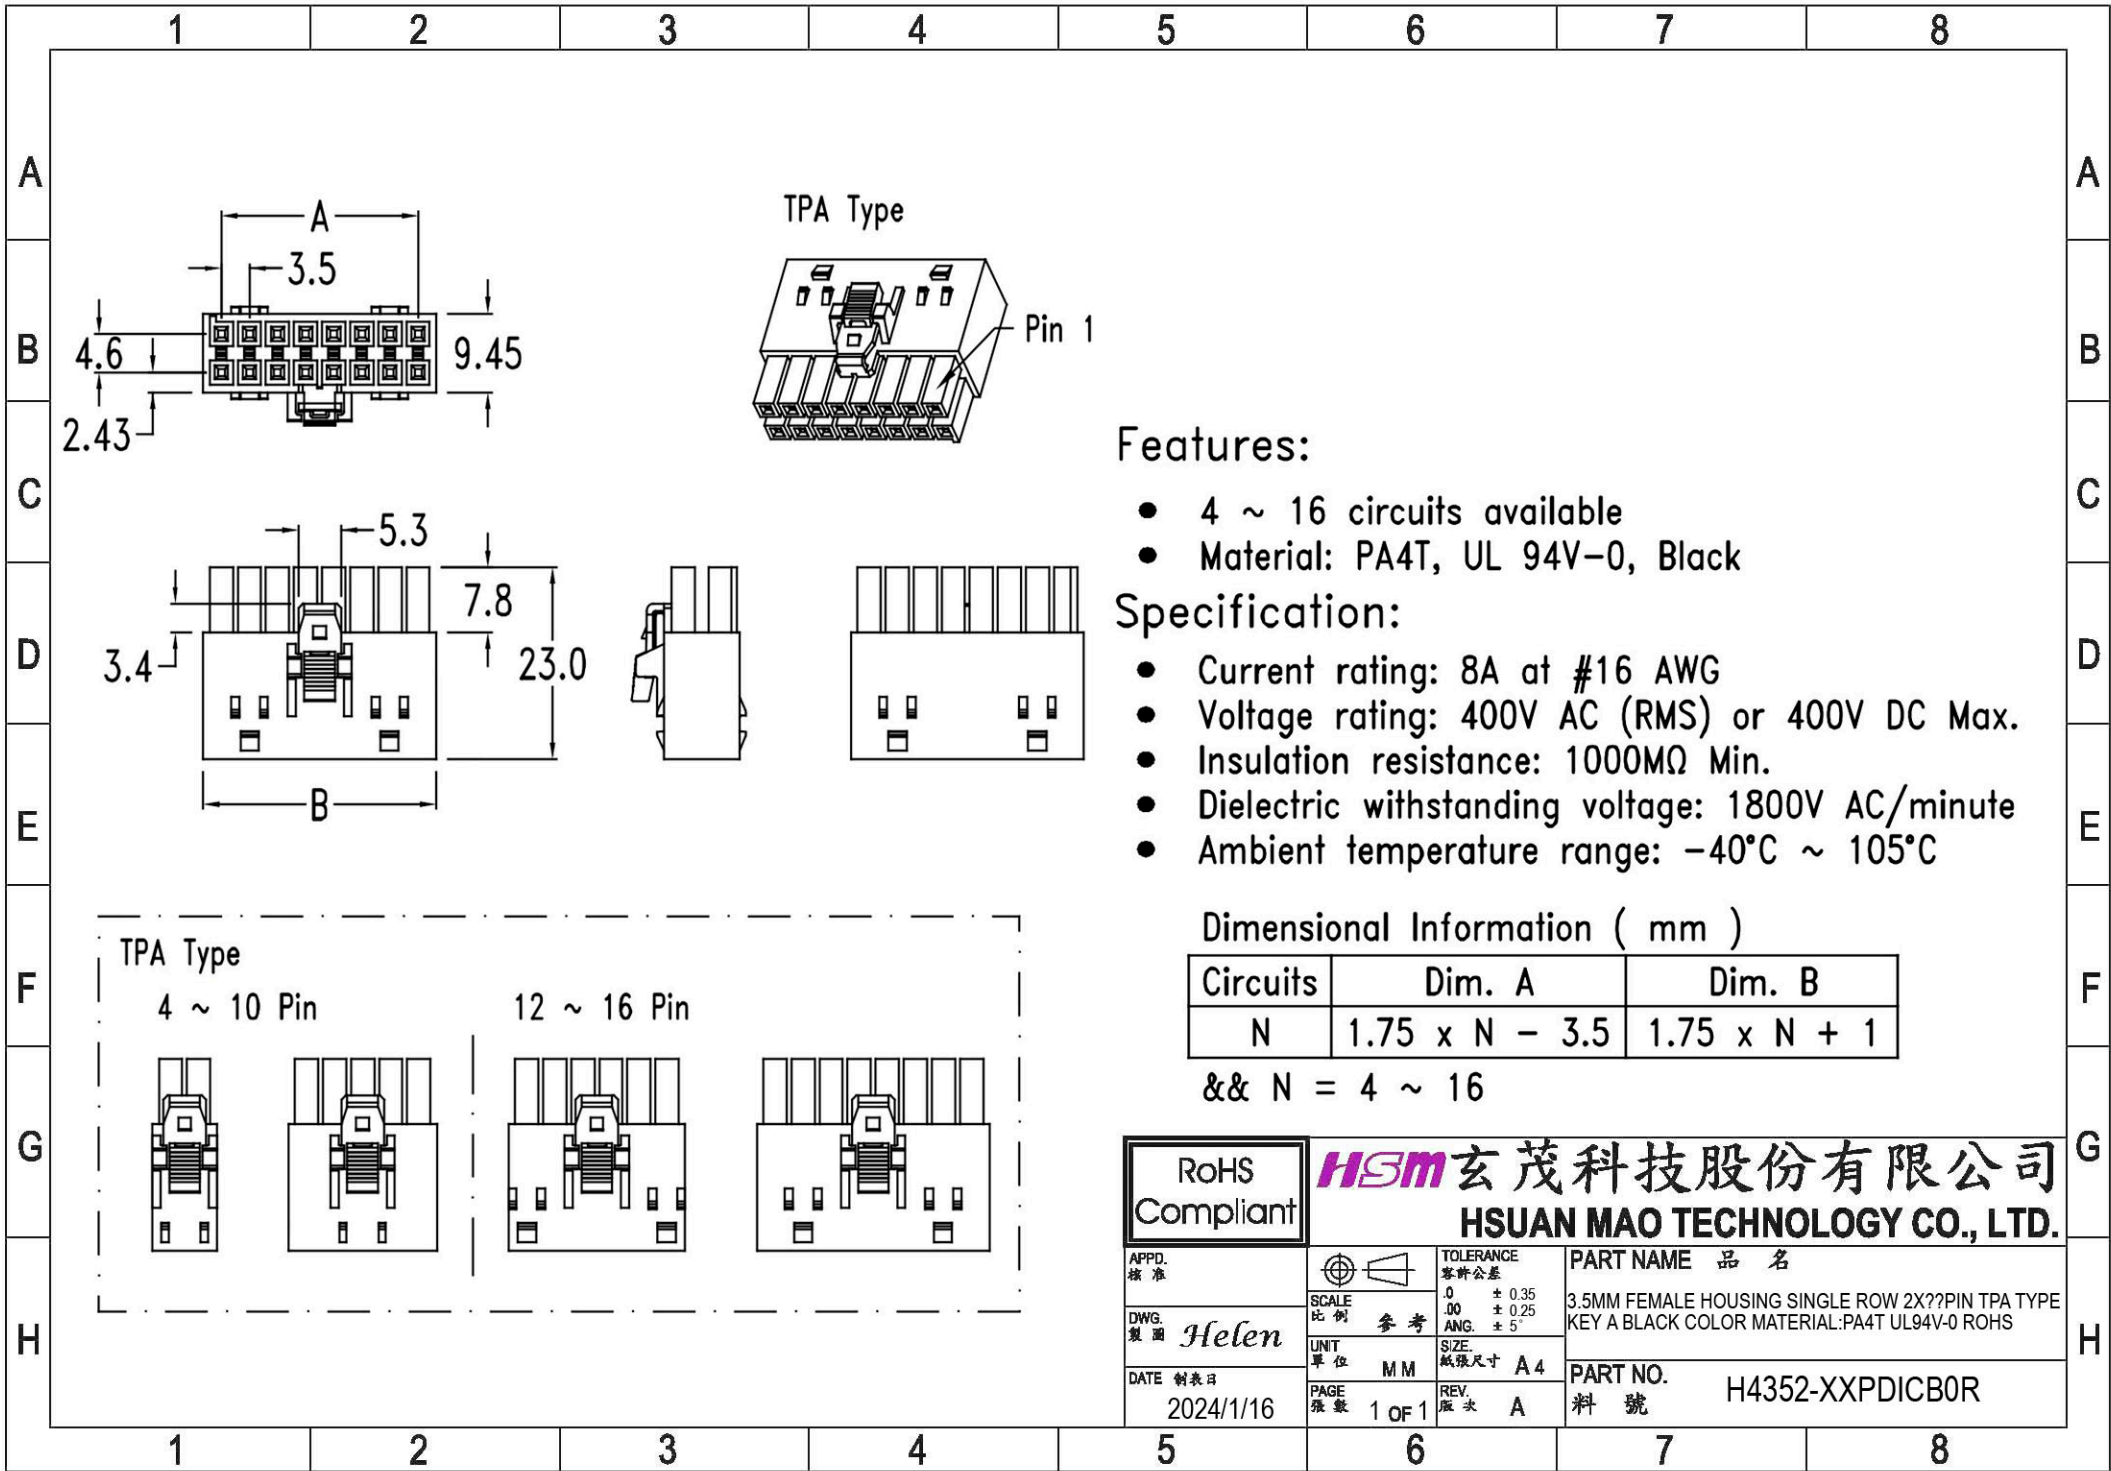 1 2 3 4 5 6 7 8
A A
B B
C C
D D
E E
F F
G G
H H
A
3.5
4.6
9.45
2.43
TPA Type
Pin 1
5.3
7.8
3.4
23.0
B
Features:
● 4 ~ 16 circuits available
● Material: PA4T, UL 94V-0, Black
Specification:
● Current rating: 8A at #16 AWG
● Voltage rating: 400V AC (RMS) or 400V DC Max.
● Insulation resistance: 1000MΩ Min.
● Dielectric withstanding voltage: 1800V AC/minute
● Ambient temperature range: -40°C ~ 105°C
TPA Type
4 ~ 10 Pin
12 ~ 16 Pin
Dimensional Information ( mm )
Circuits Dim. A Dim. B
N 1.75 x N - 3.5 1.75 x N + 1
&& N = 4 ~ 16
RoHS
Compliant
HSM 玄茂科技股份有限公司
HSUAN MAO TECHNOLOGY CO., LTD.
APPD.
核准
DWG.
製圖 Helen
DATE 制表日
2024/1/16
SCALE
比例 參考
UNIT
單位 MM
PAGE
張數 1 OF 1
TOLERANCE
容許公差
.0 ± 0.35
.00 ± 0.25
ANG. ± 5°
SIZE.
紙張尺寸 A4
REV.
版次 A
PART NAME 品名
3.5MM FEMALE HOUSING SINGLE ROW 2X??PIN TPA TYPE
KEY A BLACK COLOR MATERIAL:PA4T UL94V-0 ROHS
PART NO.
料號 H4352-XXPDICB0R
1 2 3 4 5 6 7 8